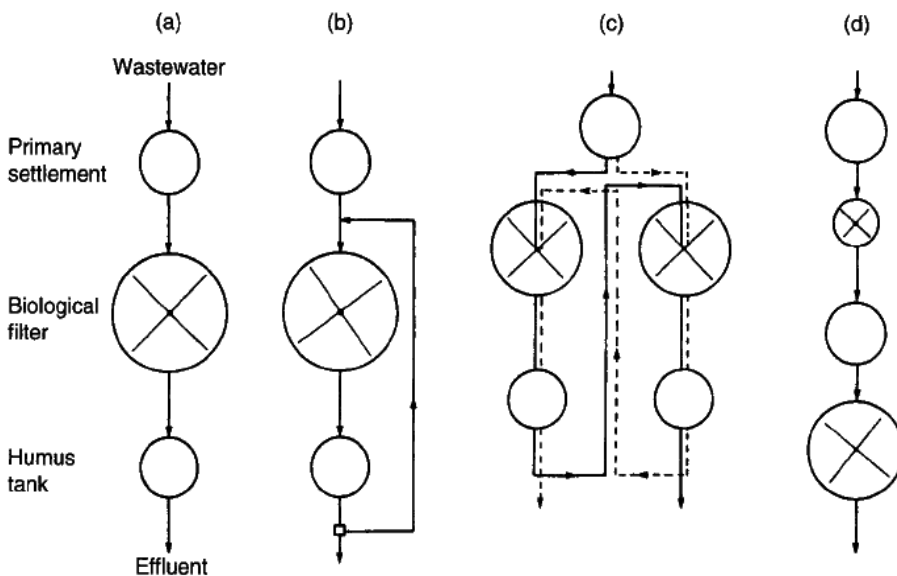 (a)
(b)
(c)
(d)
Wastewater
Primary
settlement
Biological
filter
Humus
tank
Effluent